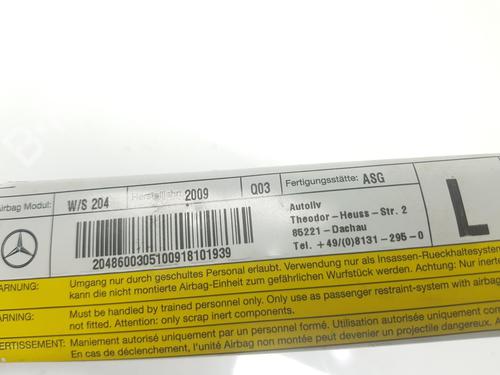 Airbag Modul: W/S 204 Herstelljahr: 2009 Q03 Fertigungsstätte: ASG
L
Autoliv
Theodor-Heuss-Str. 2
85221-Dachau
Tel. +49/(0)8131-295-0
2048600305100918101939
WARNUNG: Umgang nur durch geschultes Personal erlaubt. Verwendung nur als Insassen-Rueckhaltesystem
kann die nicht montierte Airbag-Einheit zum gefährlichen Wurfstück werden. Achtung: Nur inerte
WARNING: Must be handled by trained personnel only. Only use as passenger restraint-system with airbag
not fitted. Attention: only scrap inert components.
AVERTISSEMENT: Maniement autorisé uniquement par un personnel formé. Utilisation autorisée uniquement
En cas de déclenchement, l'unité Airbag non montée peut devenir un projectile dangereux. A